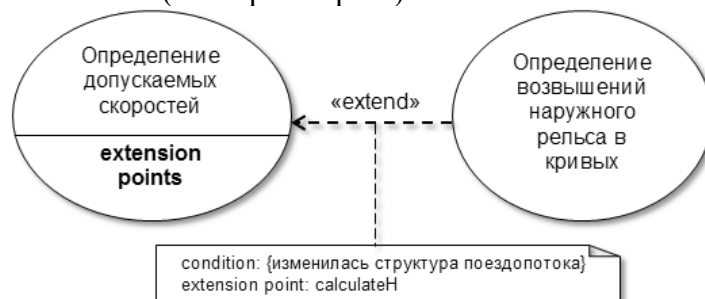 Определение
допускаемых
скоростей
extension
points
«extend»
Определение
возвышений
наружного
рельса в
кривых
condition: {изменилась структура поездопотока}
extension point: calculateH